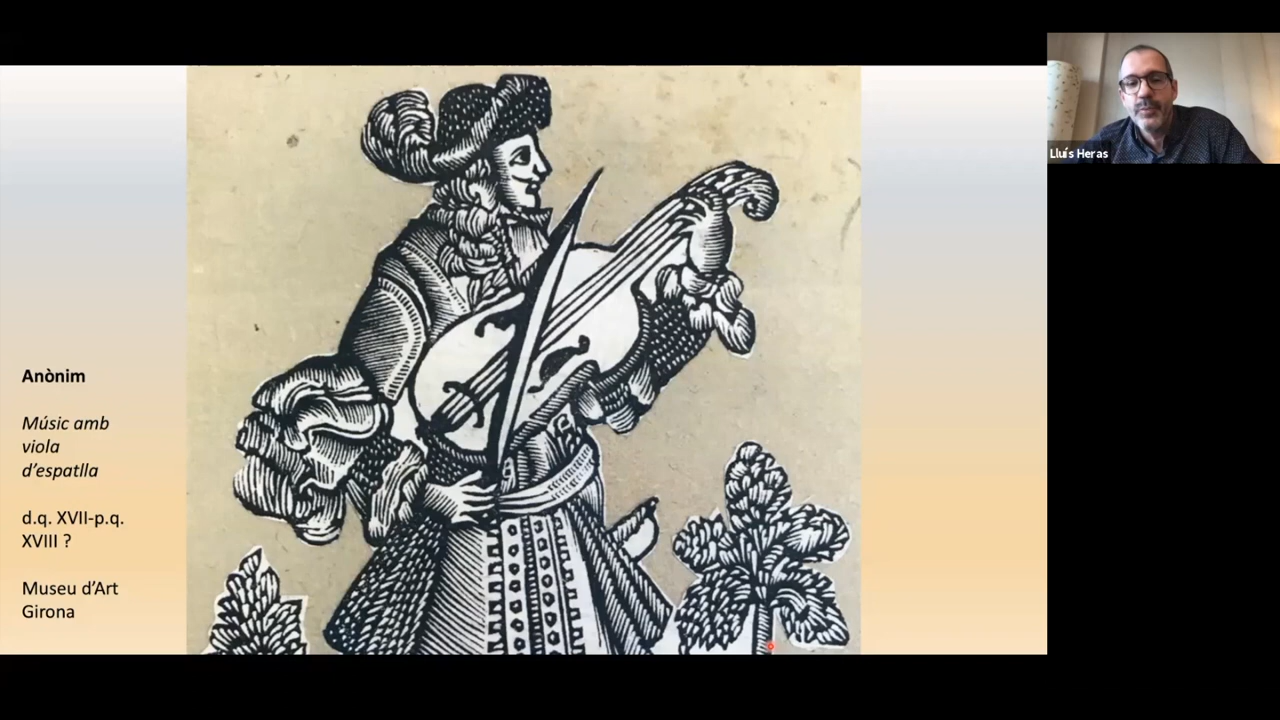 Anònim
Músic amb
viola
d’espatlla
d.q. XVII-p.q.
XVIII ?
Museu d’Art
Girona
Lluís Heras